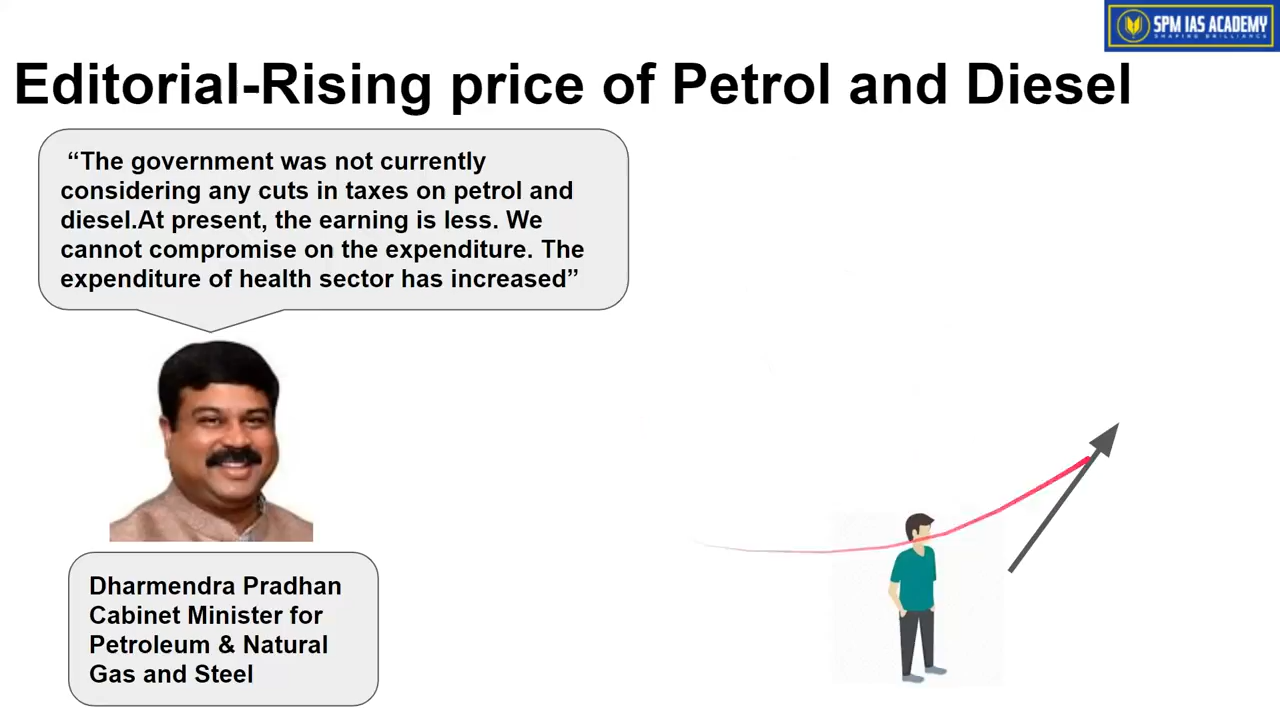 SPM IAS ACADEMY
SHAPING BRILLIANCE
Editorial-Rising price of Petrol and Diesel
“The government was not currently
considering any cuts in taxes on petrol and
diesel.At present, the earning is less. We
cannot compromise on the expenditure. The
expenditure of health sector has increased”
Dharmendra Pradhan
Cabinet Minister for
Petroleum & Natural
Gas and Steel